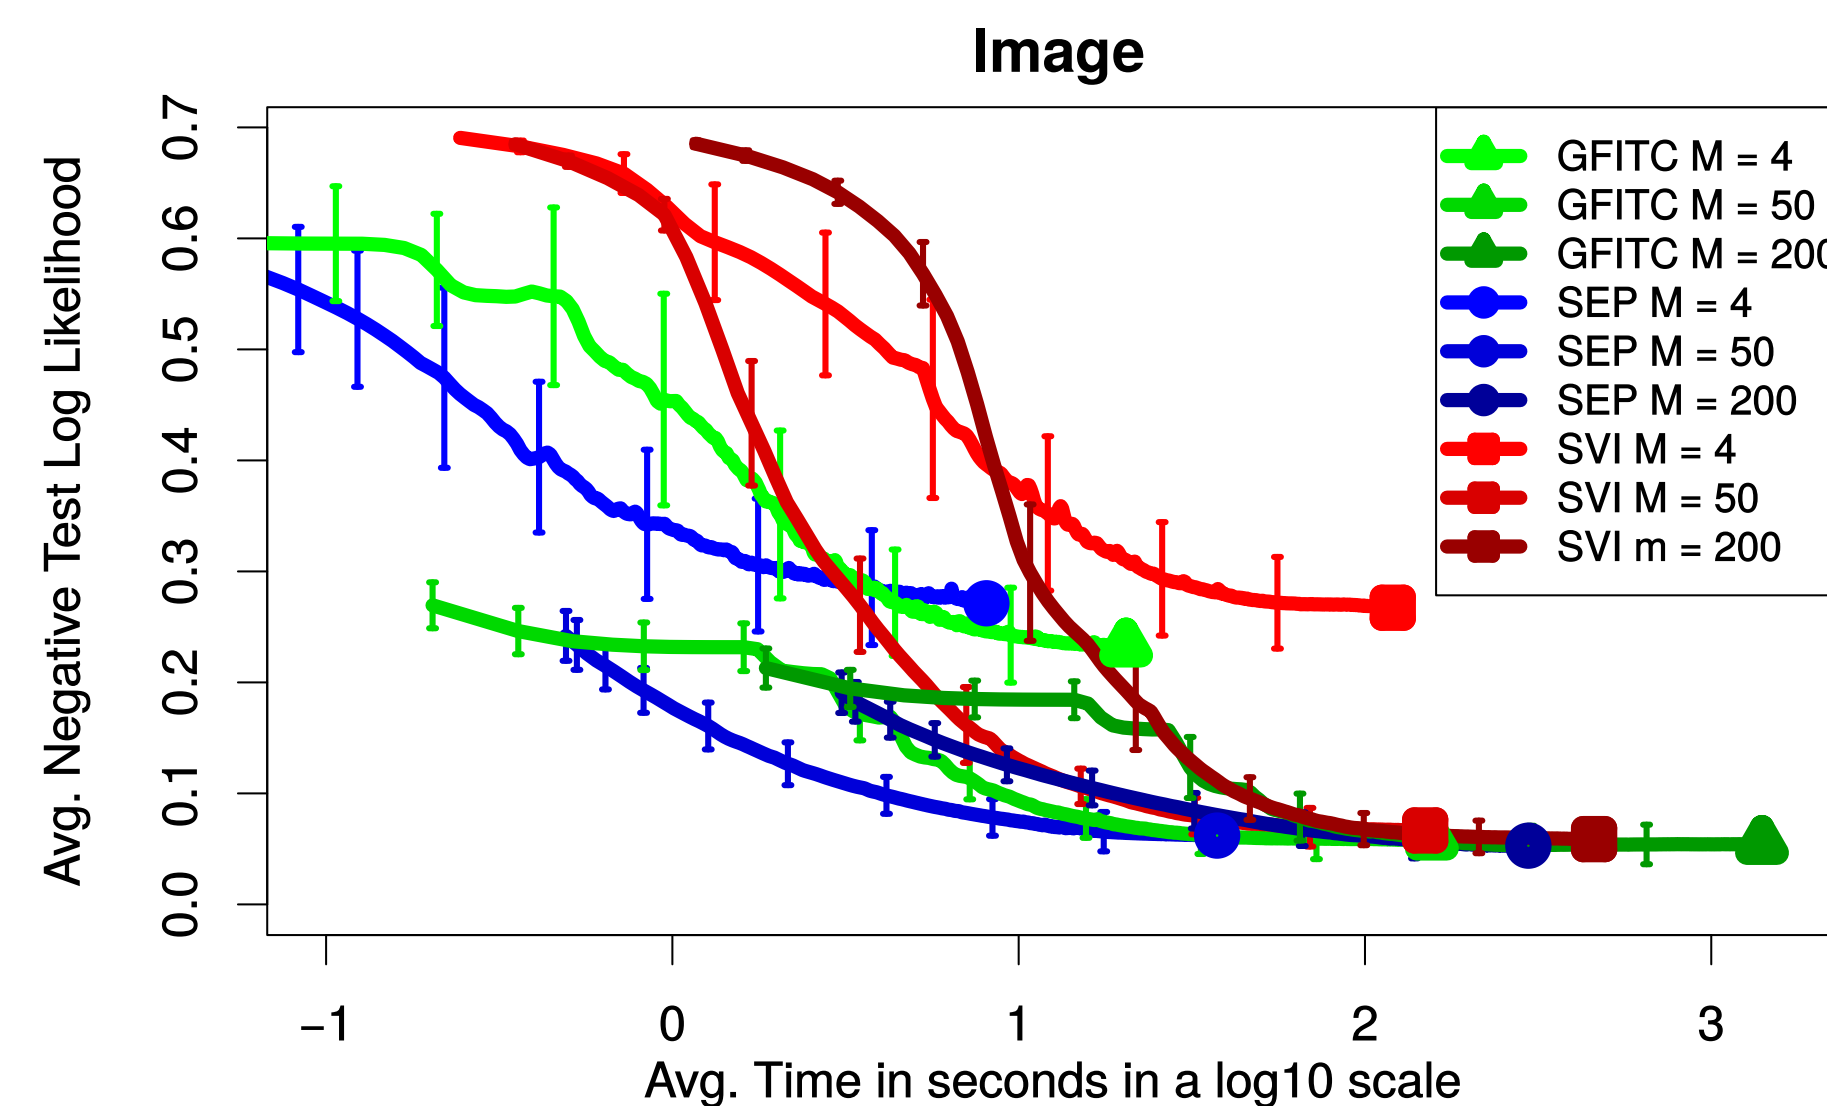 Image
Avg. Negative Test Log Likelihood
0.7
0.6
0.5
0.4
0.3
0.2
0.1
0.0
GFITC M = 4
GFITC M = 50
GFITC M = 200
SEP M = 4
SEP M = 50
SEP M = 200
SVI M = 4
SVI M = 50
SVI m = 200
−1 0 1 2 3
Avg. Time in seconds in a log10 scale